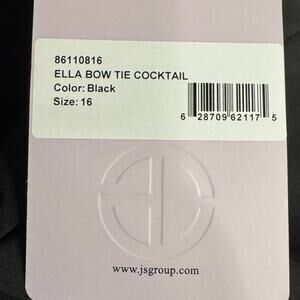 86110816
ELLA BOW TIE COCKTAIL
Color: Black
Size: 16
6 28709 62117 5
www.jsgroup.com